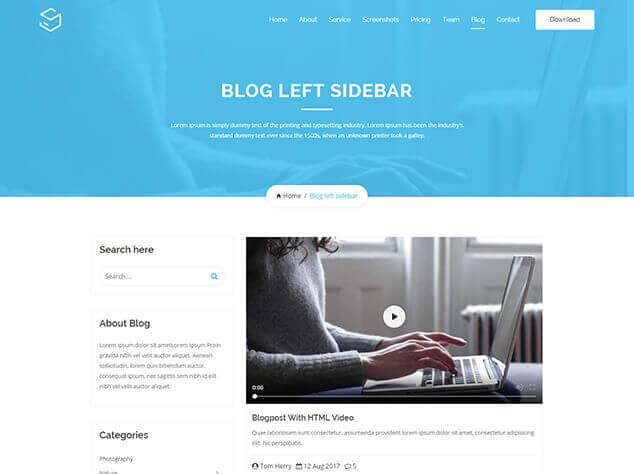 Home About Service Screenshots Pricing Team Blog Contact Download
BLOG LEFT SIDEBAR
Lorem ipsum is simply dummy text of the printing and typesetting industry. Lorem Ipsum has been the industry's
standard dummy text ever since the 1500s, when an unknown printer took a galley.
Home / Blog left sidebar
Search here
Search....
About Blog
Lorem ipsum dolor sit ametLorem ipsum Proin
gravida nibh vel velit auctor aliquet. Aenean
sollicitudin, lorem quis bibendum auctor,
consequat ipsum, nec sagittis sem nibh id elit
nibh vel velit auctor aliquet.
Categories
Photography
Nature
0:00
Blogpost With HTML Video
Quae laboriosam sunt consectetur, assumenda provident lorem ipsum dolor sit amet, consectetur adipisicing
elit. hic perspiciatis.
Tom Herry 12 Aug 2017 5